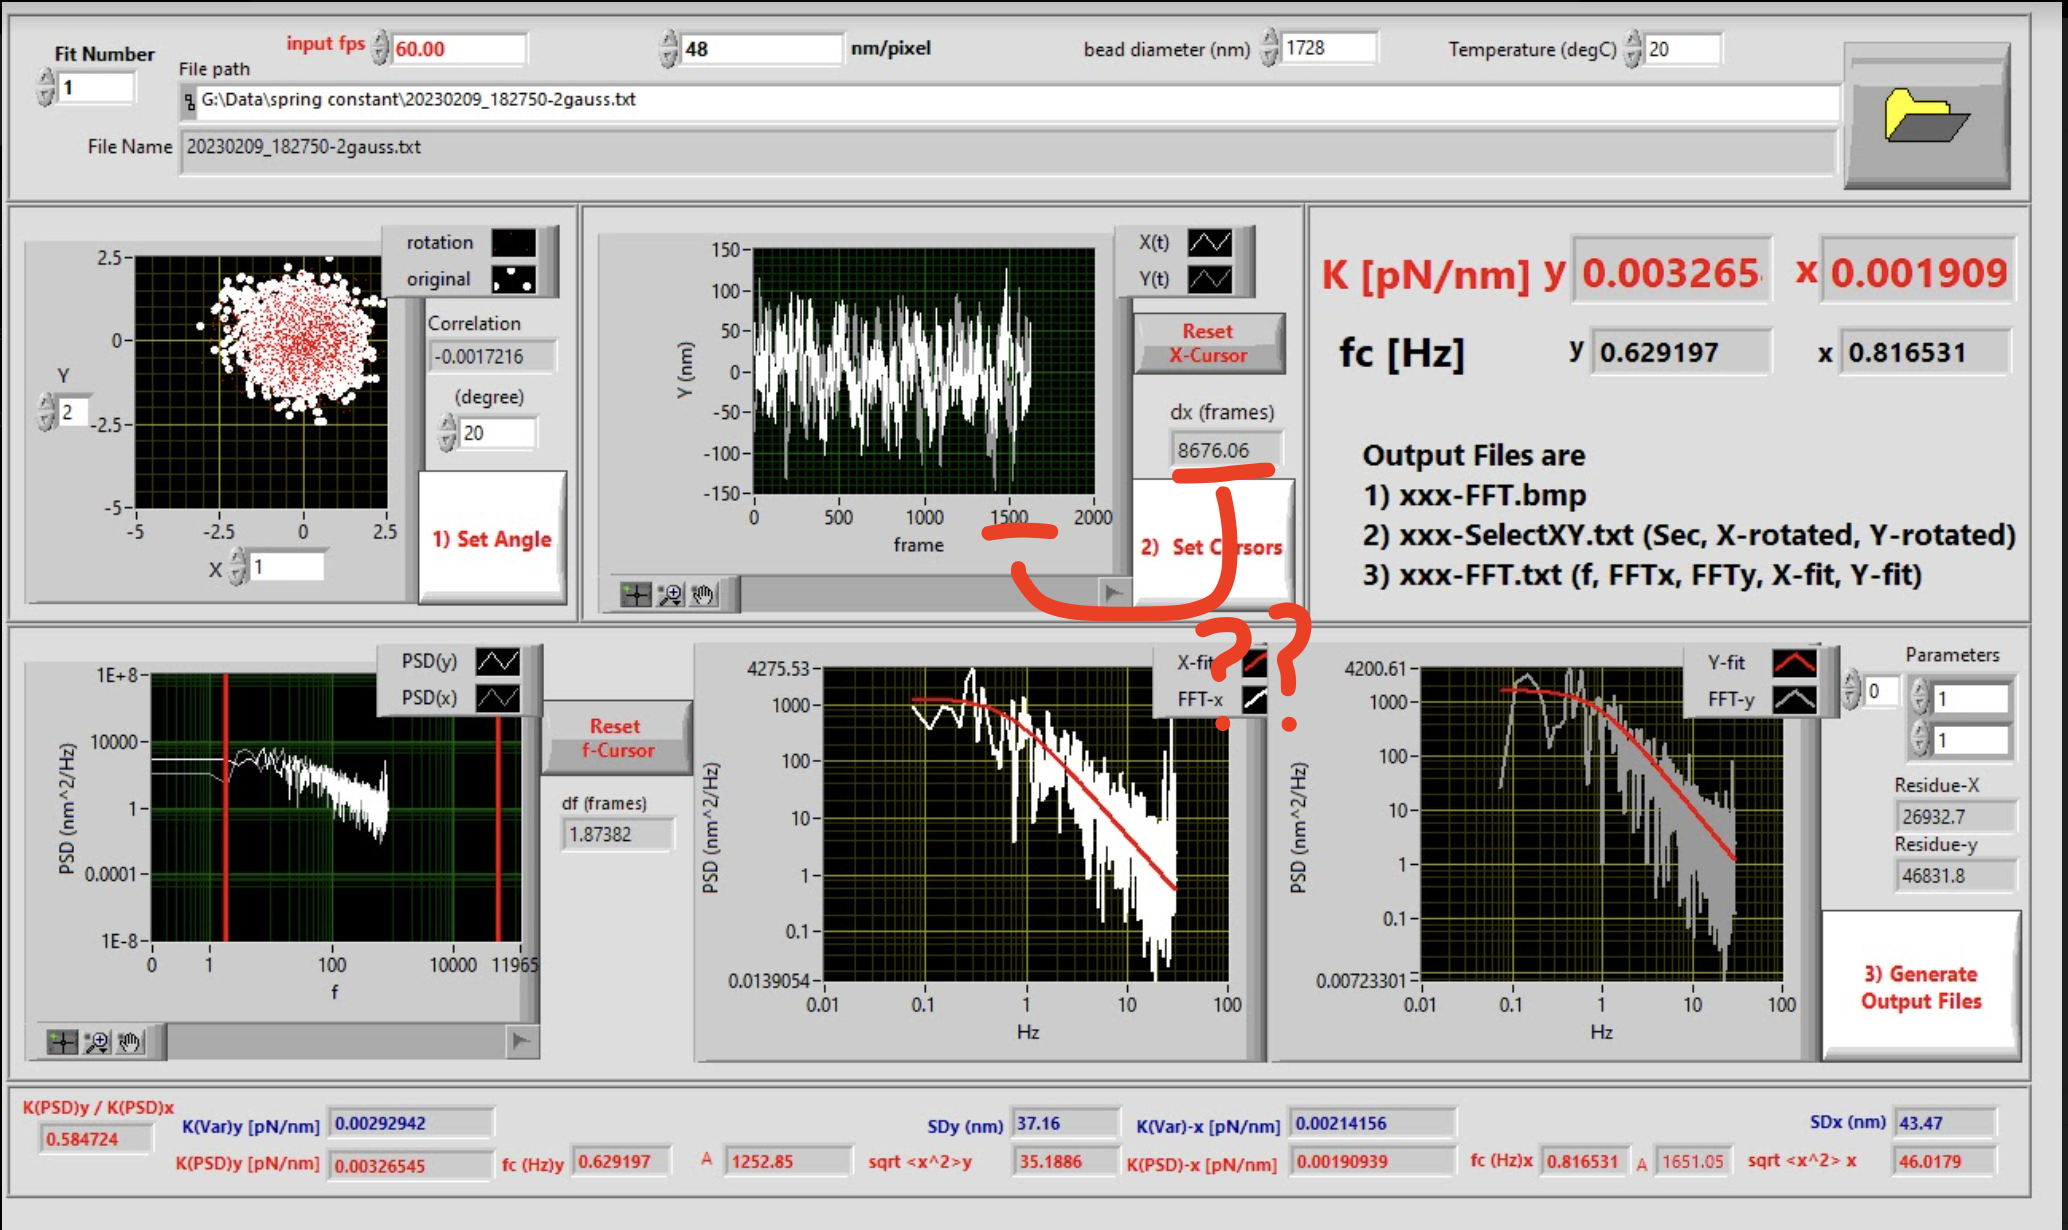 input fps 60.00 48 nm/pixel bead diameter (nm) 1728 Temperature (degC) 20
Fit Number
1
File path
G:\Data\spring constant\20230209_182750-2gauss.txt
File Name 20230209_182750-2gauss.txt
rotation
original
2.5
0
-2.5
-5
-5 -2.5 0 2.5
Y
2
X 1
Correlation
-0.0017216
(degree)
20
1) Set Angle
X(t)
Y(t)
150
100
50
0
-50
-100
-150
Y (nm)
0 500 1000 1500 2000
frame
Reset
X-Cursor
dx (frames)
8676.06
2) Set Cursors
??
K [pN/nm] y 0.003265 x 0.001909
fc [Hz] y 0.629197 x 0.816531
Output Files are
1) xxx-FFT.bmp
2) xxx-SelectXY.txt (Sec, X-rotated, Y-rotated)
3) xxx-FFT.txt (f, FFTx, FFTy, X-fit, Y-fit)
PSD(y)
PSD(x)
1E+8
10000
1
0.0001
1E-8
PSD (nm^2/Hz)
0 1 100 10000 11965
f
Reset
f-Cursor
df (frames)
1.87382
X-fit
FFT-x
4275.53
1000
100
10
1
0.1
0.0139054
PSD (nm^2/Hz)
0.01 0.1 1 10 100
Hz
Y-fit
FFT-y
4200.61
1000
100
10
1
0.1
0.00723301
PSD (nm^2/Hz)
0.01 0.1 1 10 100
Hz
Parameters
0 1
1
Residue-X
26932.7
Residue-y
46831.8
3) Generate
Output Files
K(PSD)y / K(PSD)x
0.584724
K(Var)y [pN/nm] 0.00292942 SDy (nm) 37.16 K(Var)-x [pN/nm] 0.00214156 SDx (nm) 43.47
K(PSD)y [pN/nm] 0.00326545 fc (Hz)y 0.629197 A 1252.85 sqrt <x^2>y 35.1886 K(PSD)-x [pN/nm] 0.00190939 fc (Hz)x 0.816531 A 1651.05 sqrt <x^2> x 46.0179